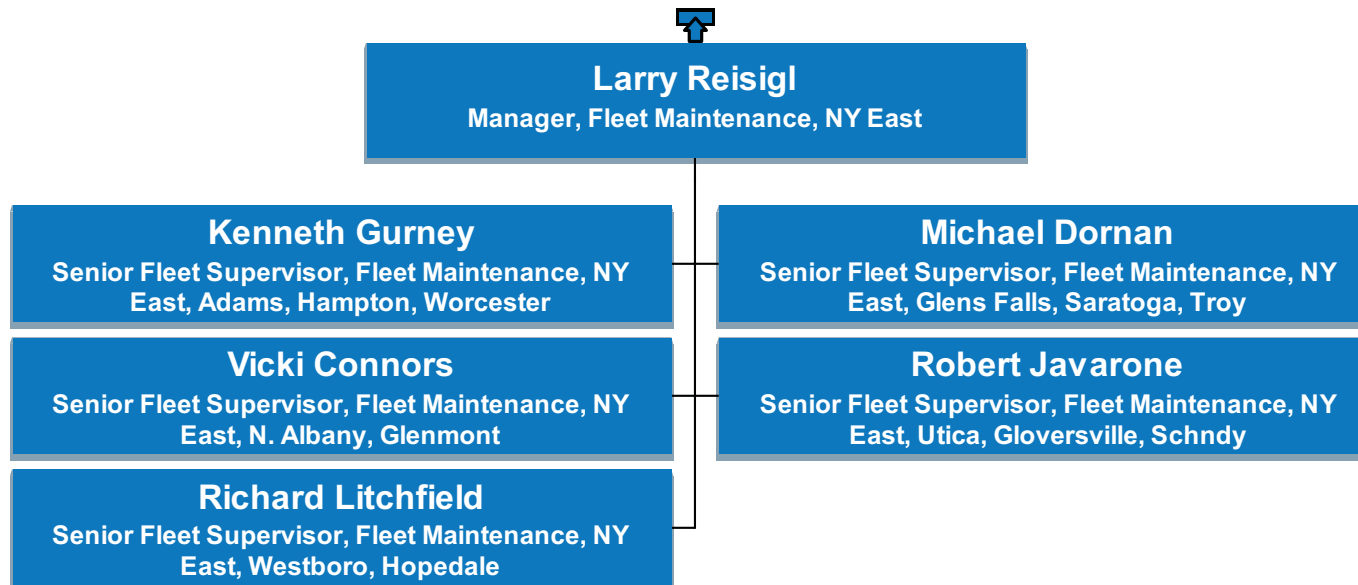 Larry Reisigl
Manager, Fleet Maintenance, NY East
Kenneth Gurney
Senior Fleet Supervisor, Fleet Maintenance, NY
East, Adams, Hampton, Worcester
Michael Dornan
Senior Fleet Supervisor, Fleet Maintenance, NY
East, Glens Falls, Saratoga, Troy
Vicki Connors
Senior Fleet Supervisor, Fleet Maintenance, NY
East, N. Albany, Glenmont
Robert Javarone
Senior Fleet Supervisor, Fleet Maintenance, NY
East, Utica, Gloversville, Schndy
Richard Litchfield
Senior Fleet Supervisor, Fleet Maintenance, NY
East, Westboro, Hopedale